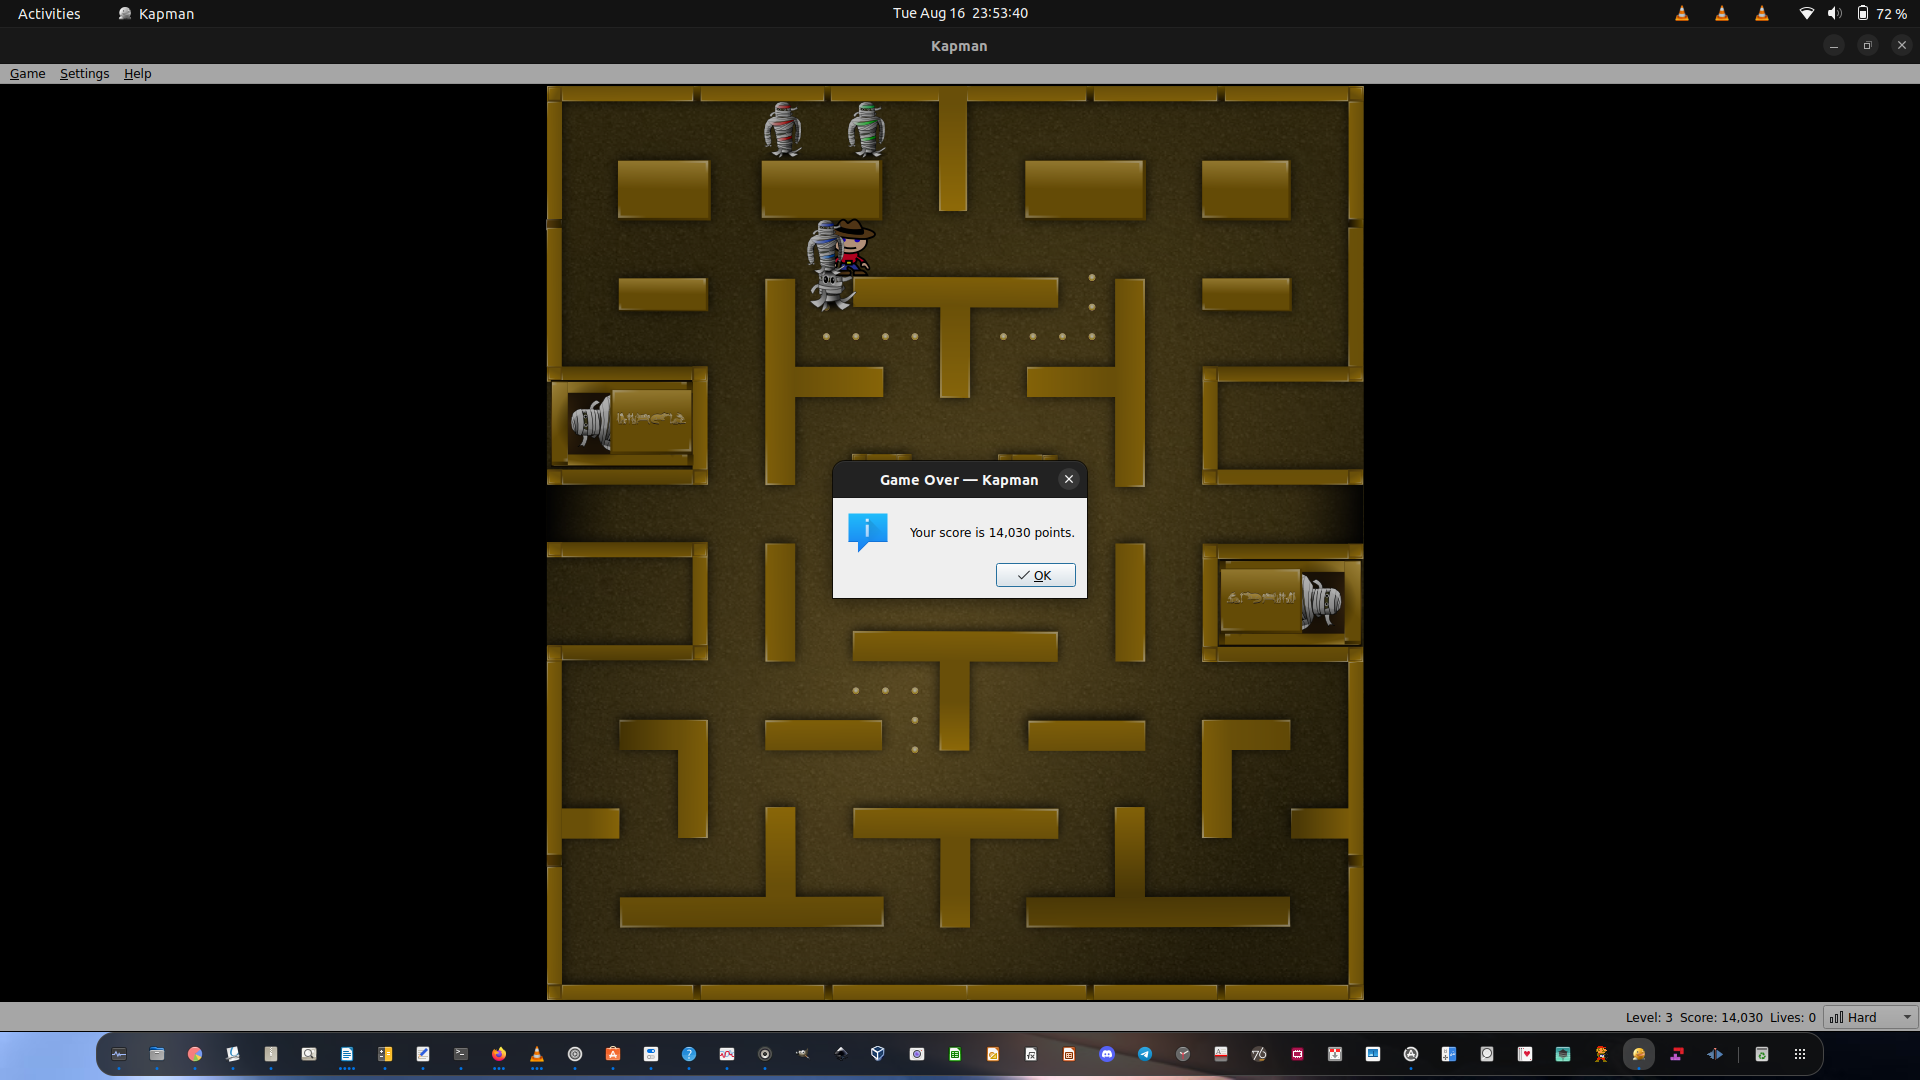 Activities
Kapman
Tue Aug 16 23:53:40
72 %
Kapman
Game Settings Help
Game Over — Kapman
Your score is 14,030 points.
OK
Level: 3 Score: 14,030 Lives: 0
Hard
76